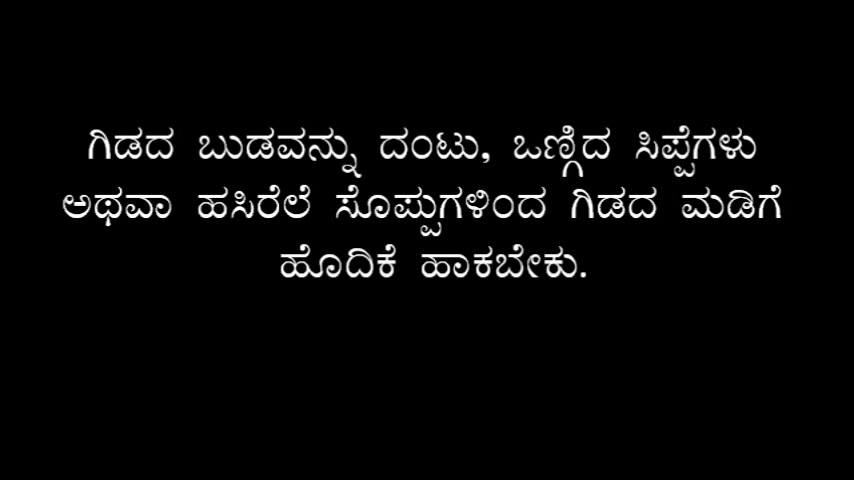 ಗಿಡದ ಬುಡವನ್ನು ದಂಟು, ಒಣ್ಗಿದ ಸಿಪ್ಪೆಗಳು
ಅಥವಾ ಹಸಿರೆಲೆ ಸೊಪ್ಪುಗಳಿಂದ ಗಿಡದ ಮಡಿಗೆ
ಹೊದಿಕೆ ಹಾಕಬೇಕು.